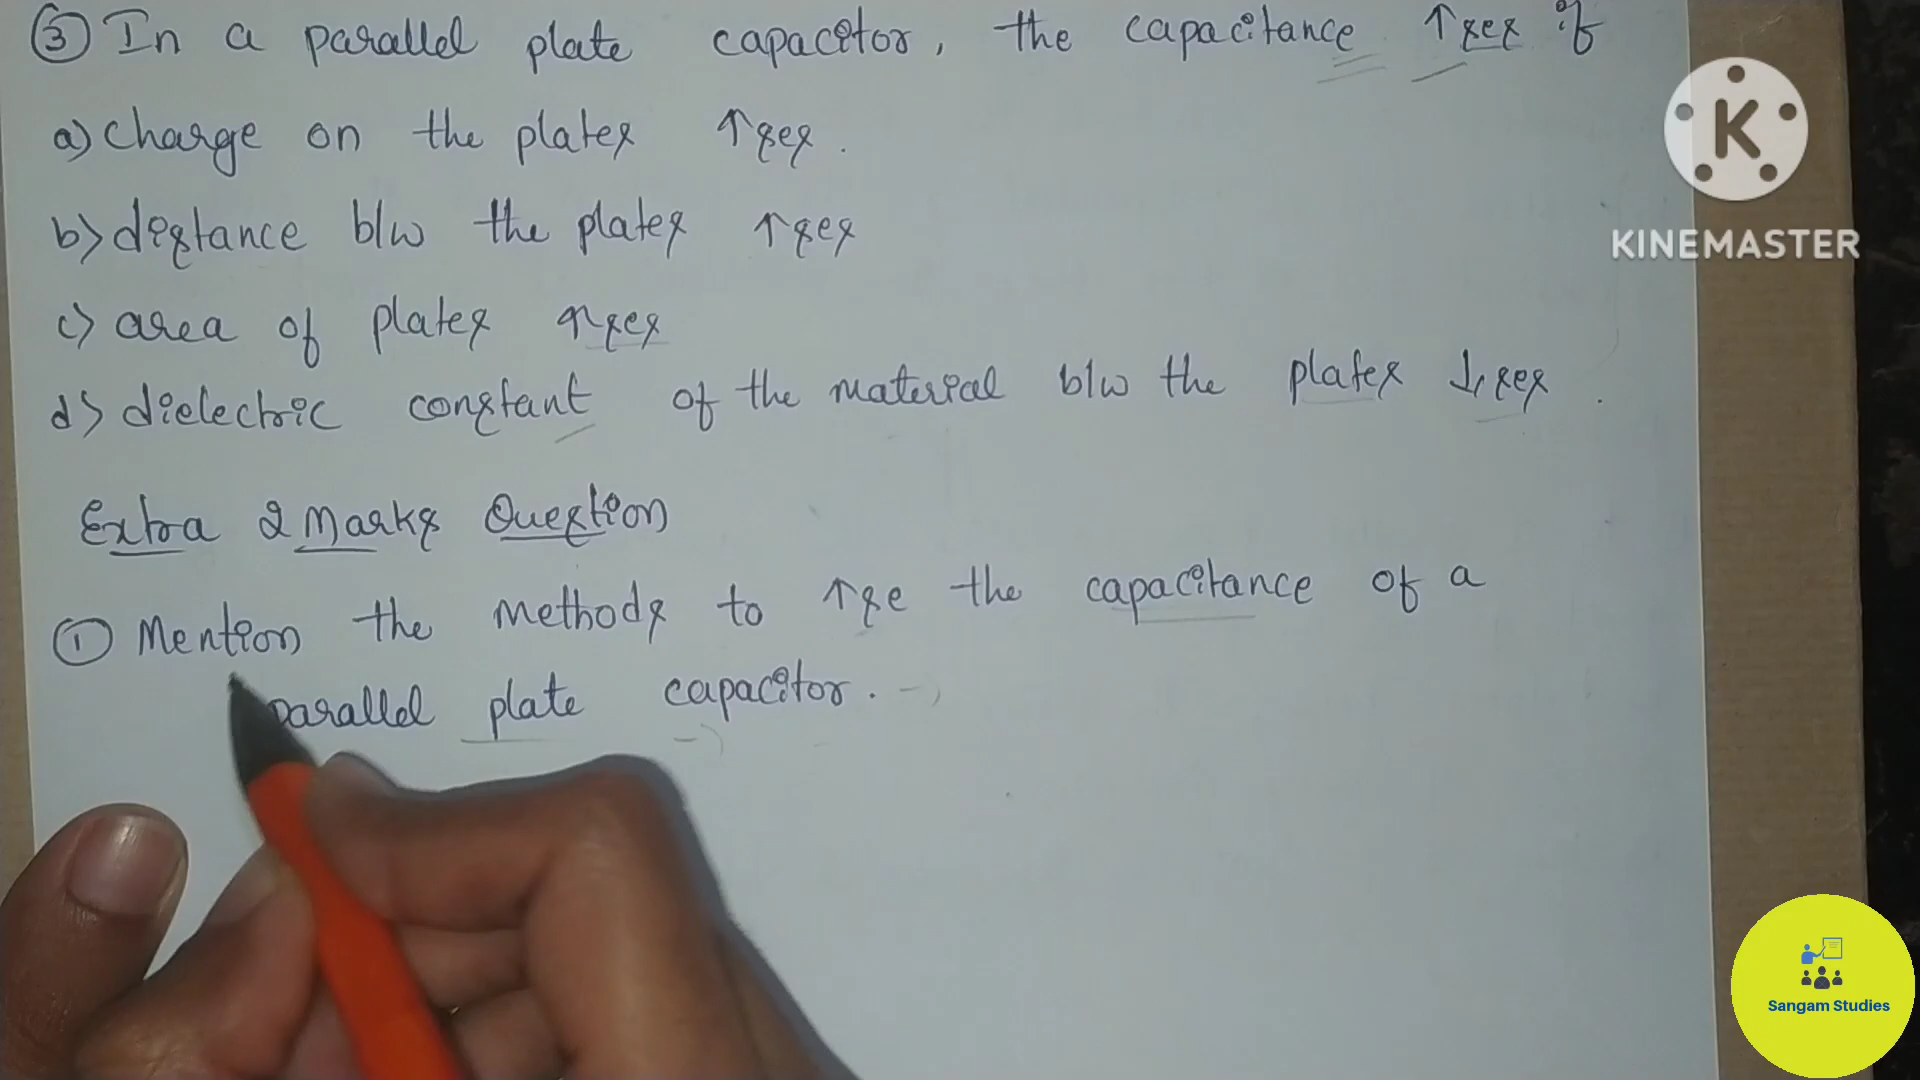 ③ In a parallel plate capacitor, the capacitance ↑ses if
a) charge on the plates ↑ses.
b) distance b/w the plates ↑ses
c) area of plates ↑ses
d) dielectric constant of the material b/w the plates ↓ses.
Extra 2 Marks Question
① Mention the methods to ↑se the capacitance of a
parallel plate capacitor.
KINEMASTER
Sangam Studies